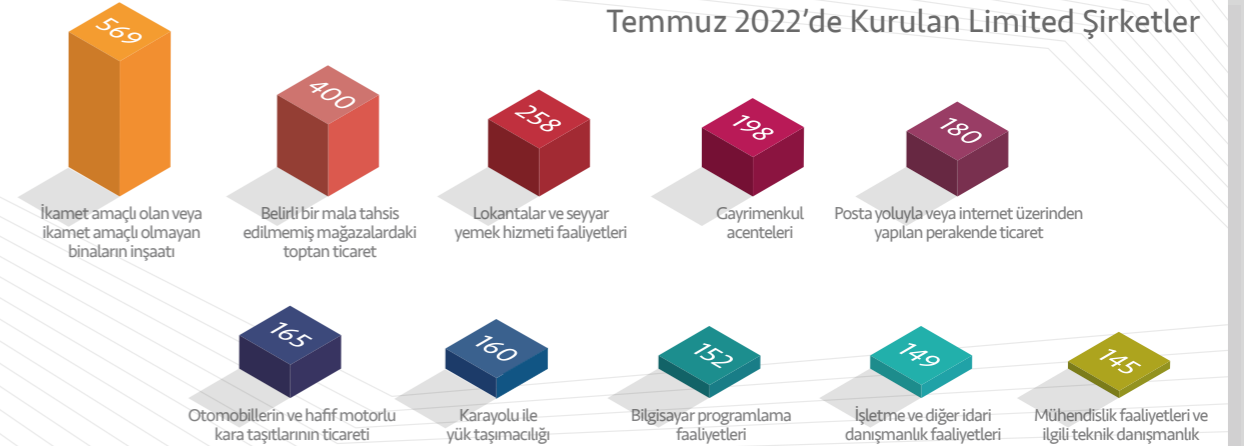 Temmuz 2022’de Kurulan Limited Şirketler
569
400
258
198
180
İkamet amaçlı olan veya
ikamet amaçlı olmayan
binaların inşaatı
Belirli bir mala tahsis
edilmemiş mağazalardaki
toptan ticaret
Lokantalar ve seyyar
yemek hizmeti faaliyetleri
Gayrimenkul
acenteleri
Posta yoluyla veya internet üzerinden
yapılan perakende ticaret
165
160
152
149
145
Otomobillerin ve hafif motorlu
kara taşıtlarının ticareti
Karayolu ile
yük taşımacılığı
Bilgisayar programlama
faaliyetleri
İşletme ve diğer idari
danışmanlık faaliyetleri
Mühendislik faaliyetleri ve
ilgili teknik danışmanlık